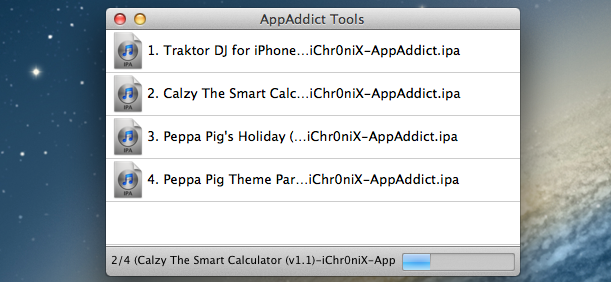 AppAddict Tools
1. Traktor DJ for iPhone...iChr0niX-AppAddict.ipa
2. Calzy The Smart Calc...iChr0niX-AppAddict.ipa
3. Peppa Pig's Holiday (...iChr0niX-AppAddict.ipa
4. Peppa Pig Theme Par...iChr0niX-AppAddict.ipa
IPA
IPA
IPA
IPA
2/4 (Calzy The Smart Calculator (v1.1)-iChr0niX-App